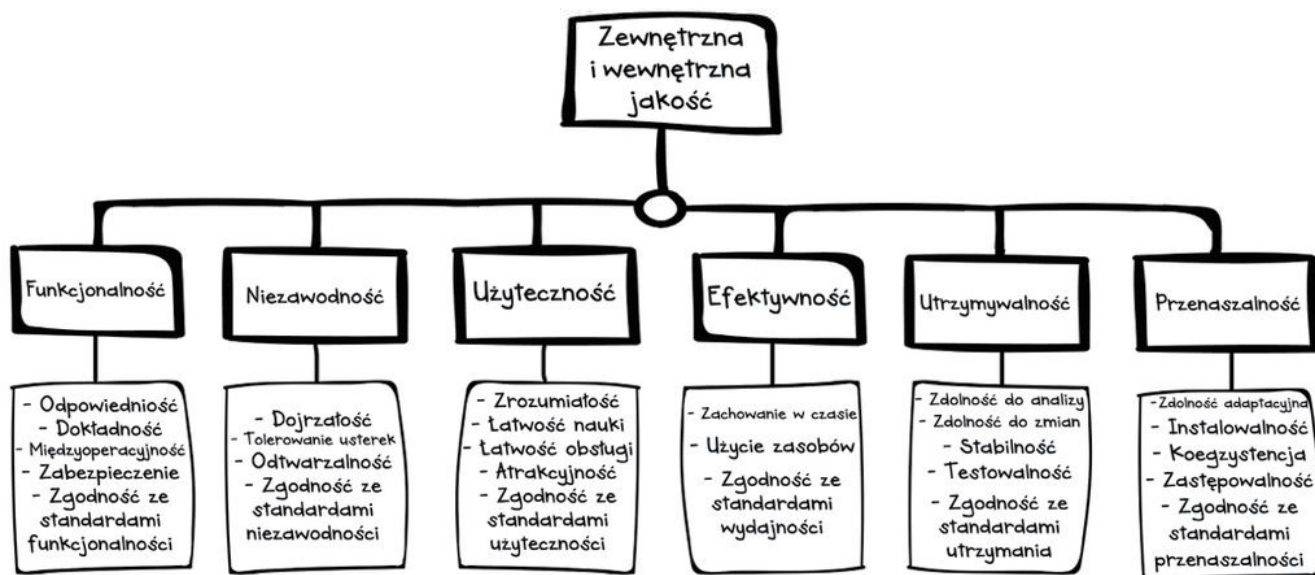 Zewnętrzna
i wewnętrzna
jakość
Funkcjonalność
Niezawodność
Użyteczność
Efektywność
Utrzymywalność
Przenaszalność
- Odpowiedniość
- Dokładność
- Międzyoperacyjność
- Zabezpieczenie
- Zgodność ze
standardami
funkcjonalności
- Dojrzałość
- Tolerowanie usterek
- Odtwarzalność
- Zgodność ze
standardami
niezawodności
- Zrozumiałość
- Łatwość nauki
- Łatwość obsługi
- Atrakcyjność
- Zgodność ze
standardami
użyteczności
- Zachowanie w czasie
- Użycie zasobów
- Zgodność ze
standardami
wydajności
- Zdolność do analizy
- Zdolność do zmian
- Stabilność
- Testowalność
- Zgodność ze
standardami
utrzymania
- Zdolność adaptacyjna
- Instalowalność
- Koegzystencja
- Zastępowalność
- Zgodność ze
standardami
przenaszalności